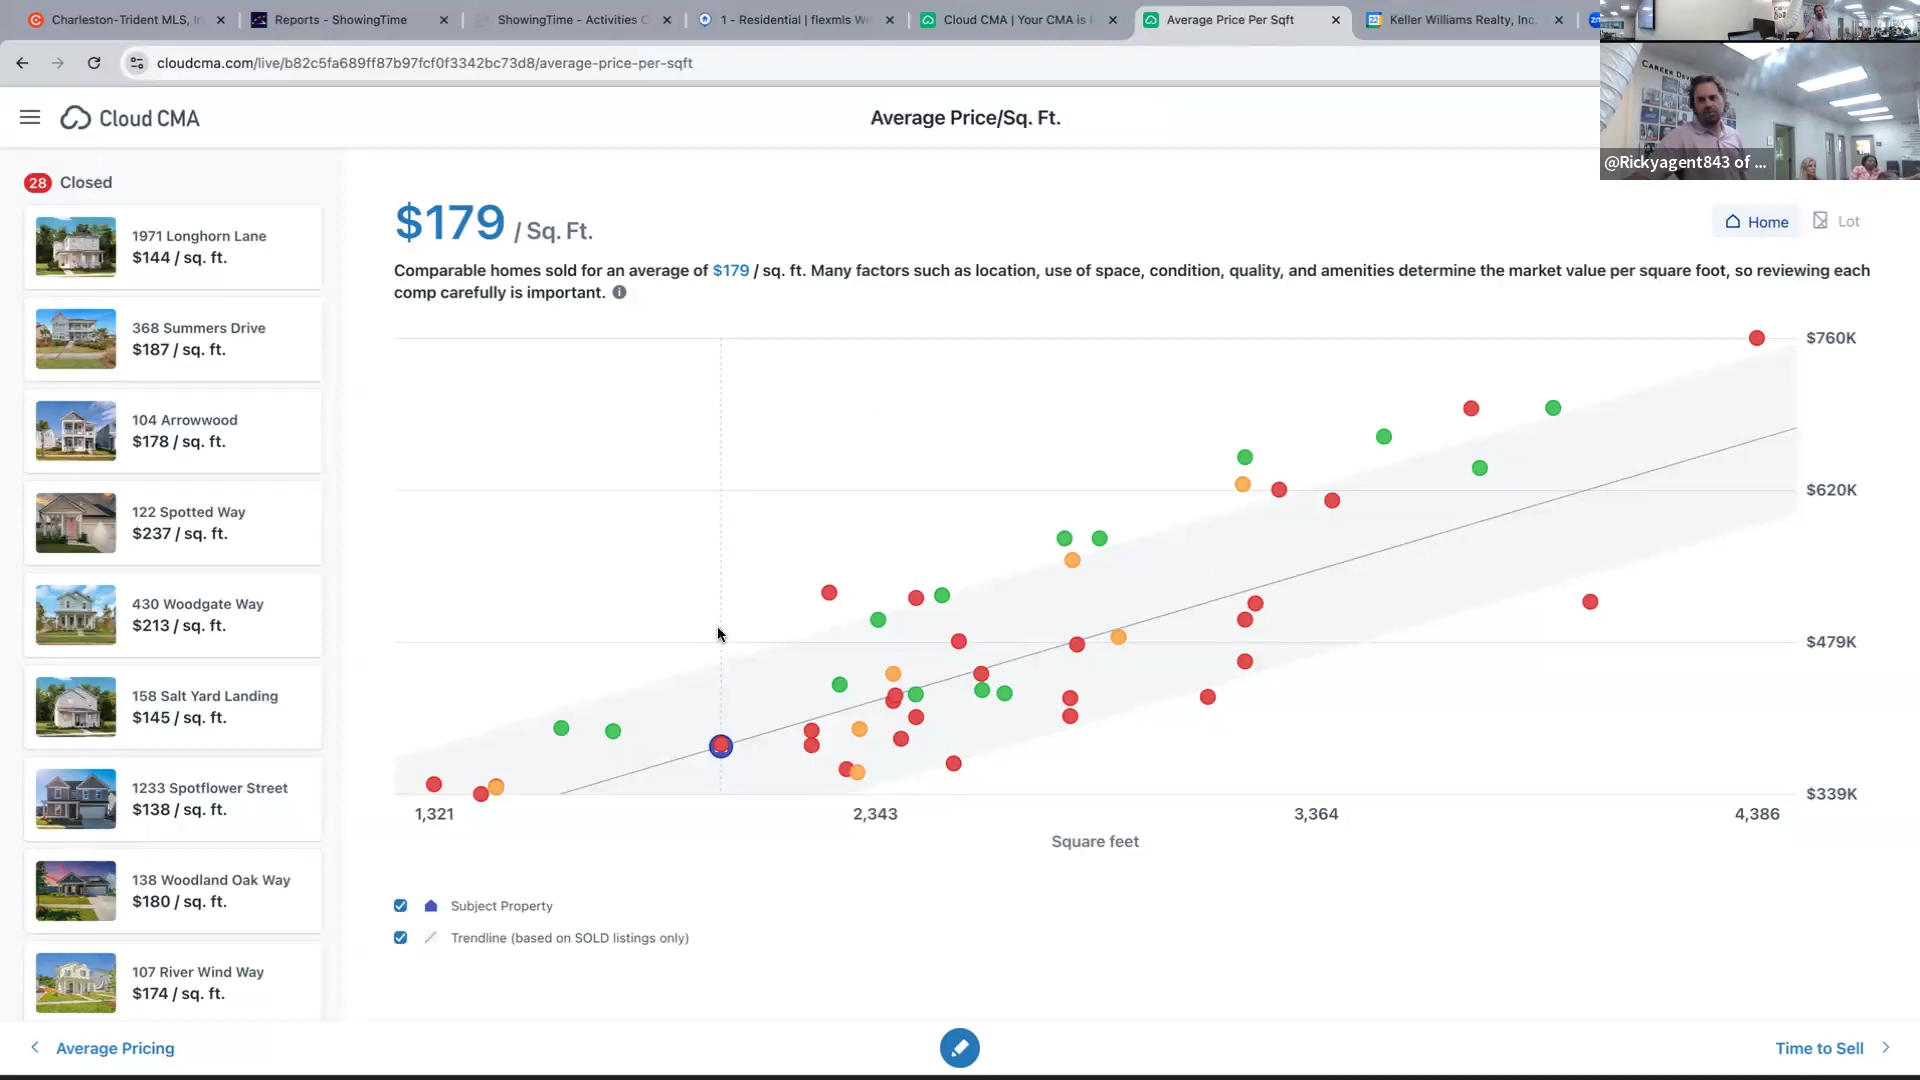 Charleston-Trident MLS, I
Reports - ShowingTime
ShowingTime - Activities C
1 - Residential | flexmls We
Cloud CMA | Your CMA is
Average Price Per Sqft
Keller Williams Realty, Inc.
cloudcma.com/live/b82c5fa689ff87b97fcf0f3342bc73d8/average-price-per-sqft
@Rickyagent843 of ...
Cloud CMA
Average Price/Sq. Ft.
28 Closed
1971 Longhorn Lane
$144 / sq. ft.
368 Summers Drive
$187 / sq. ft.
104 Arrowwood
$178 / sq. ft.
122 Spotted Way
$237 / sq. ft.
430 Woodgate Way
$213 / sq. ft.
158 Salt Yard Landing
$145 / sq. ft.
1233 Spotflower Street
$138 / sq. ft.
138 Woodland Oak Way
$180 / sq. ft.
107 River Wind Way
$174 / sq. ft.
$179 / Sq. Ft.
Home
Lot
Comparable homes sold for an average of $179 / sq. ft. Many factors such as location, use of space, condition, quality, and amenities determine the market value per square foot, so reviewing each
comp carefully is important.
$760K
$620K
$479K
$339K
1,321
2,343
3,364
4,386
Square feet
Subject Property
Trendline (based on SOLD listings only)
Average Pricing
Time to Sell